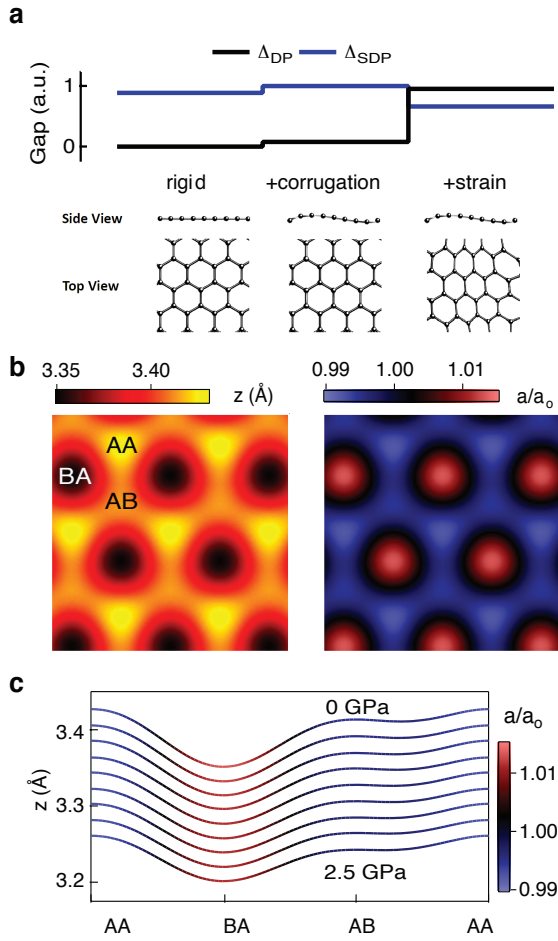 a
Δ_DP Δ_SDP
1
Gap (a.u.)
0
rigid +corrugation +strain
Side View
Top View
b
3.35 3.40
z (Å)
0.99 1.00 1.01
a/a_o
AA
BA
AB
c
0 GPa
a/a_o
3.4
z (Å)
3.3
3.2
2.5 GPa
1.01
1.00
0.99
AA BA AB AA